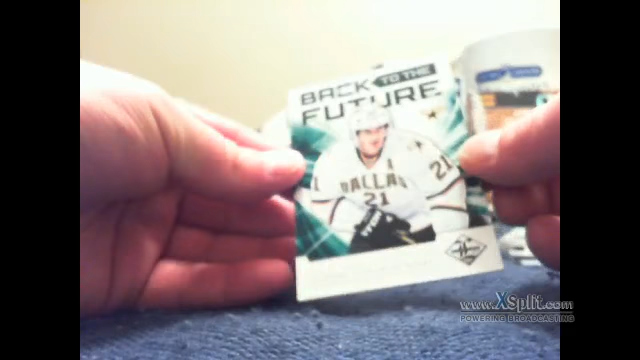 BACK TO THE
FUTURE
DALLAS
21
21
www.XSplit.com
POWERING BROADCASTING